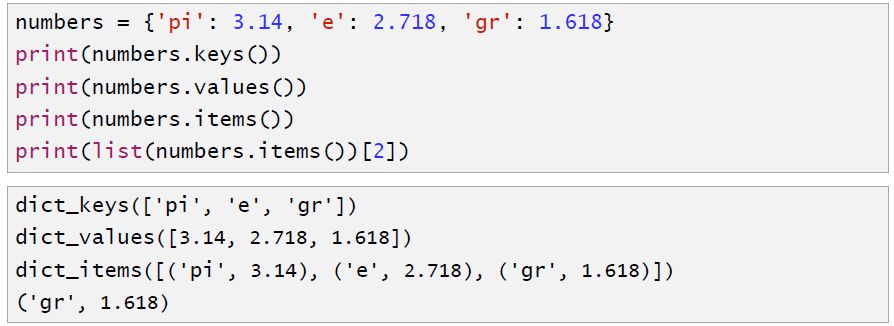 numbers = {'pi': 3.14, 'e': 2.718, 'gr': 1.618}
print(numbers.keys())
print(numbers.values())
print(numbers.items())
print(list(numbers.items())[2])
dict_keys(['pi', 'e', 'gr'])
dict_values([3.14, 2.718, 1.618])
dict_items([('pi', 3.14), ('e', 2.718), ('gr', 1.618)])
('gr', 1.618)